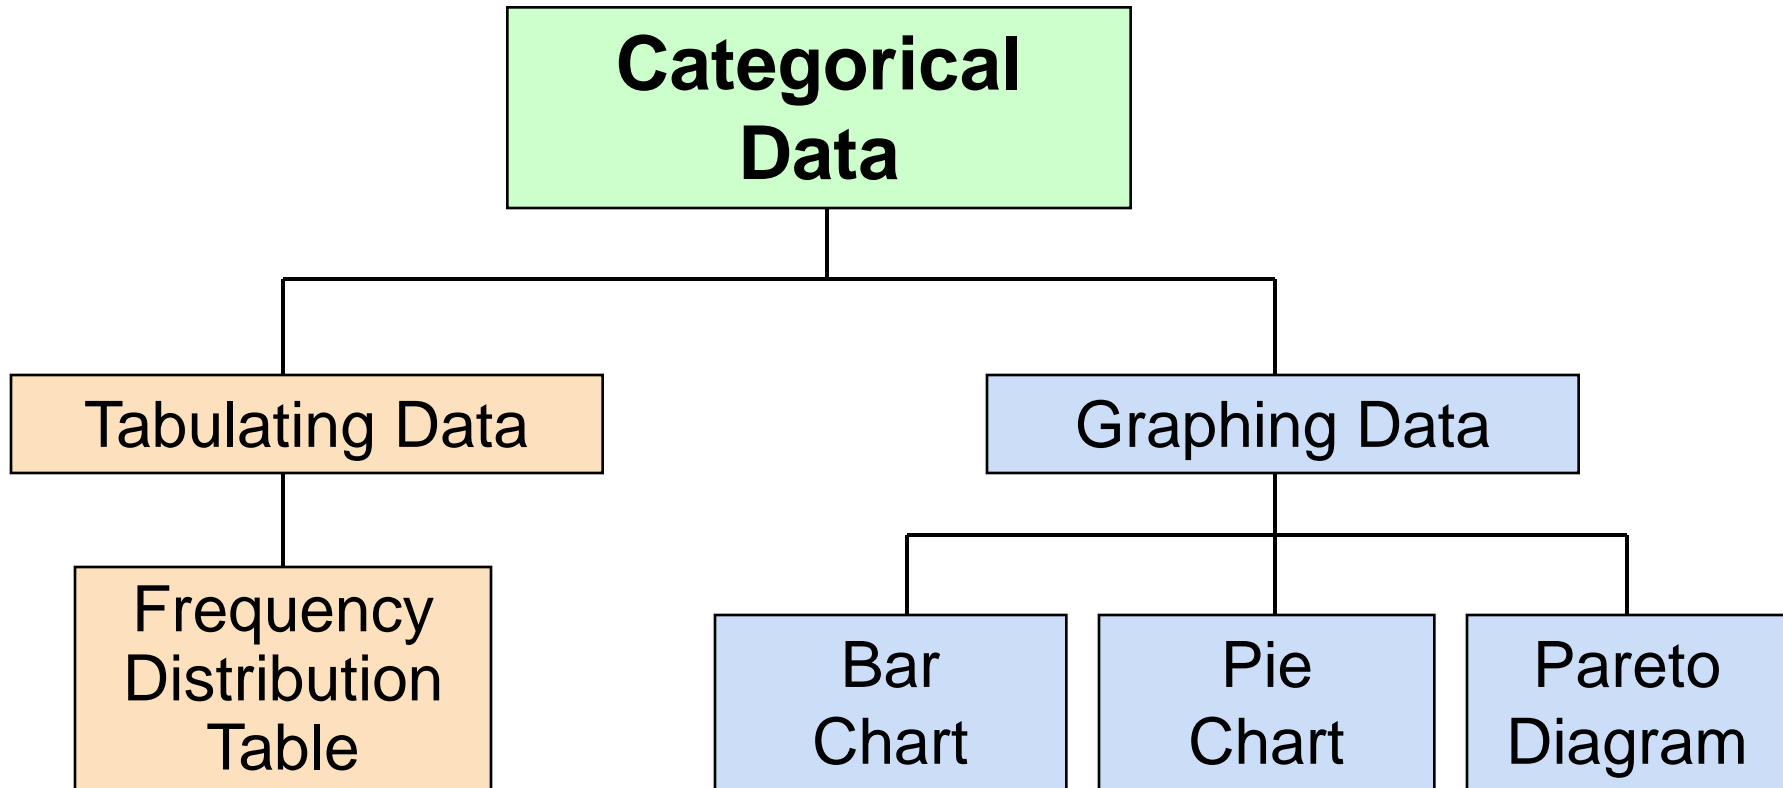 Categorical
Data
Tabulating Data
Graphing Data
Frequency
Distribution
Table
Bar
Chart
Pie
Chart
Pareto
Diagram